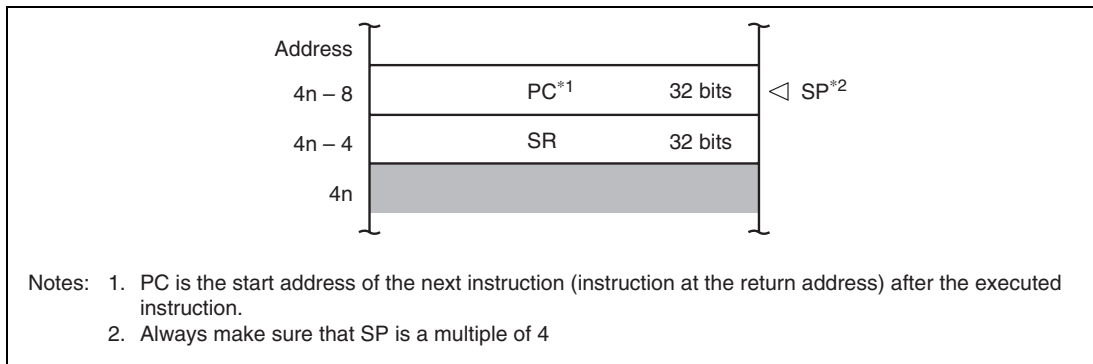 Address
4n – 8 PC*1 32 bits ◁ SP*2
4n – 4 SR 32 bits
4n
Notes: 1. PC is the start address of the next instruction (instruction at the return address) after the executed
instruction.
2. Always make sure that SP is a multiple of 4